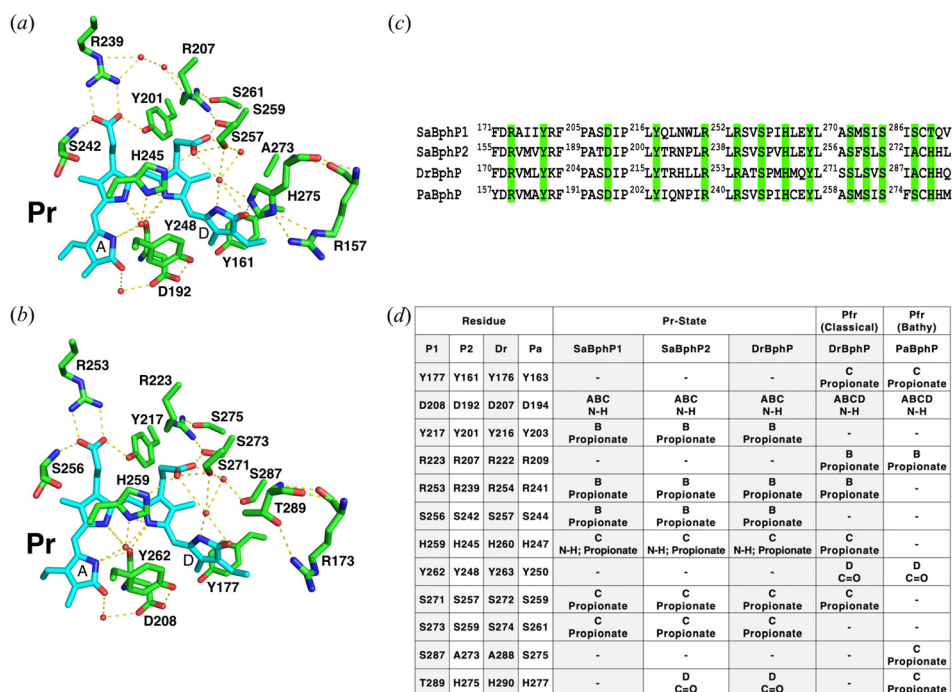 (a)
R239
R207
S261
Y201
S259
S257
S242
H245
A273
H275
Pr
Y248
D
A
Y161
R157
D192
(b)
R253
R223
S275
Y217
S273
S271
S287
S256
H259
T289
Pr
Y262
D
A
R173
Y177
D208
(c)
SaBphP1 171FDRAIIYRF 205PASDIP 216LYQLNWLR 252LRSVSPIHLEYL 270ASMSIS 286ISCTQV
SaBphP2 155FDRVMVYRF 189PATDIP 200LYTRNPLR 238LRSVSPVHLEYL 256ASFSLS 272IACHHL
DrBphP 170FDRVMLYKF 204PASDIP 215LYTRHLLR 253LRATSPMHMQYL 271SSLSVS 287IACHHQ
PaBphP 157YDRVMAYRF 191PASDIP 202LYIQNPIR 240LRSVSPIHCEYL 258ASMSIS 274FSCHHM
(d)
Residue Pr-State Pfr (Classical) Pfr (Bathy)
P1 P2 Dr Pa SaBphP1 SaBphP2 DrBphP DrBphP PaBphP
Y177 Y161 Y176 Y163 - - - C Propionate C Propionate
D208 D192 D207 D194 ABC N-H ABC N-H ABC N-H ABCD N-H ABCD N-H
Y217 Y201 Y216 Y203 B Propionate B Propionate B Propionate - -
R223 R207 R222 R209 - - - B Propionate B Propionate
R253 R239 R254 R241 B Propionate B Propionate B Propionate B Propionate -
S256 S242 S257 S244 B Propionate B Propionate B Propionate - -
H259 H245 H260 H247 C N-H; Propionate C N-H; Propionate C N-H; Propionate C Propionate -
Y262 Y248 Y263 Y250 - - - D C=O D C=O
S271 S257 S272 S259 C Propionate C Propionate C Propionate C Propionate -
S273 S259 S274 S261 C Propionate C Propionate C Propionate - -
S287 A273 A288 S275 - - - - C Propionate
T289 H275 H290 H277 - D C=O D C=O - C Propionate